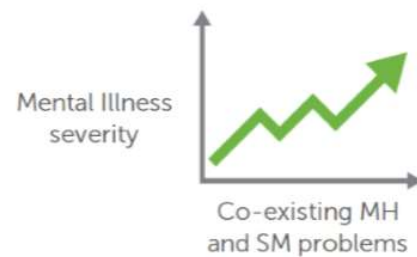 Mental Illness
severity
Co-existing MH
and SM problems